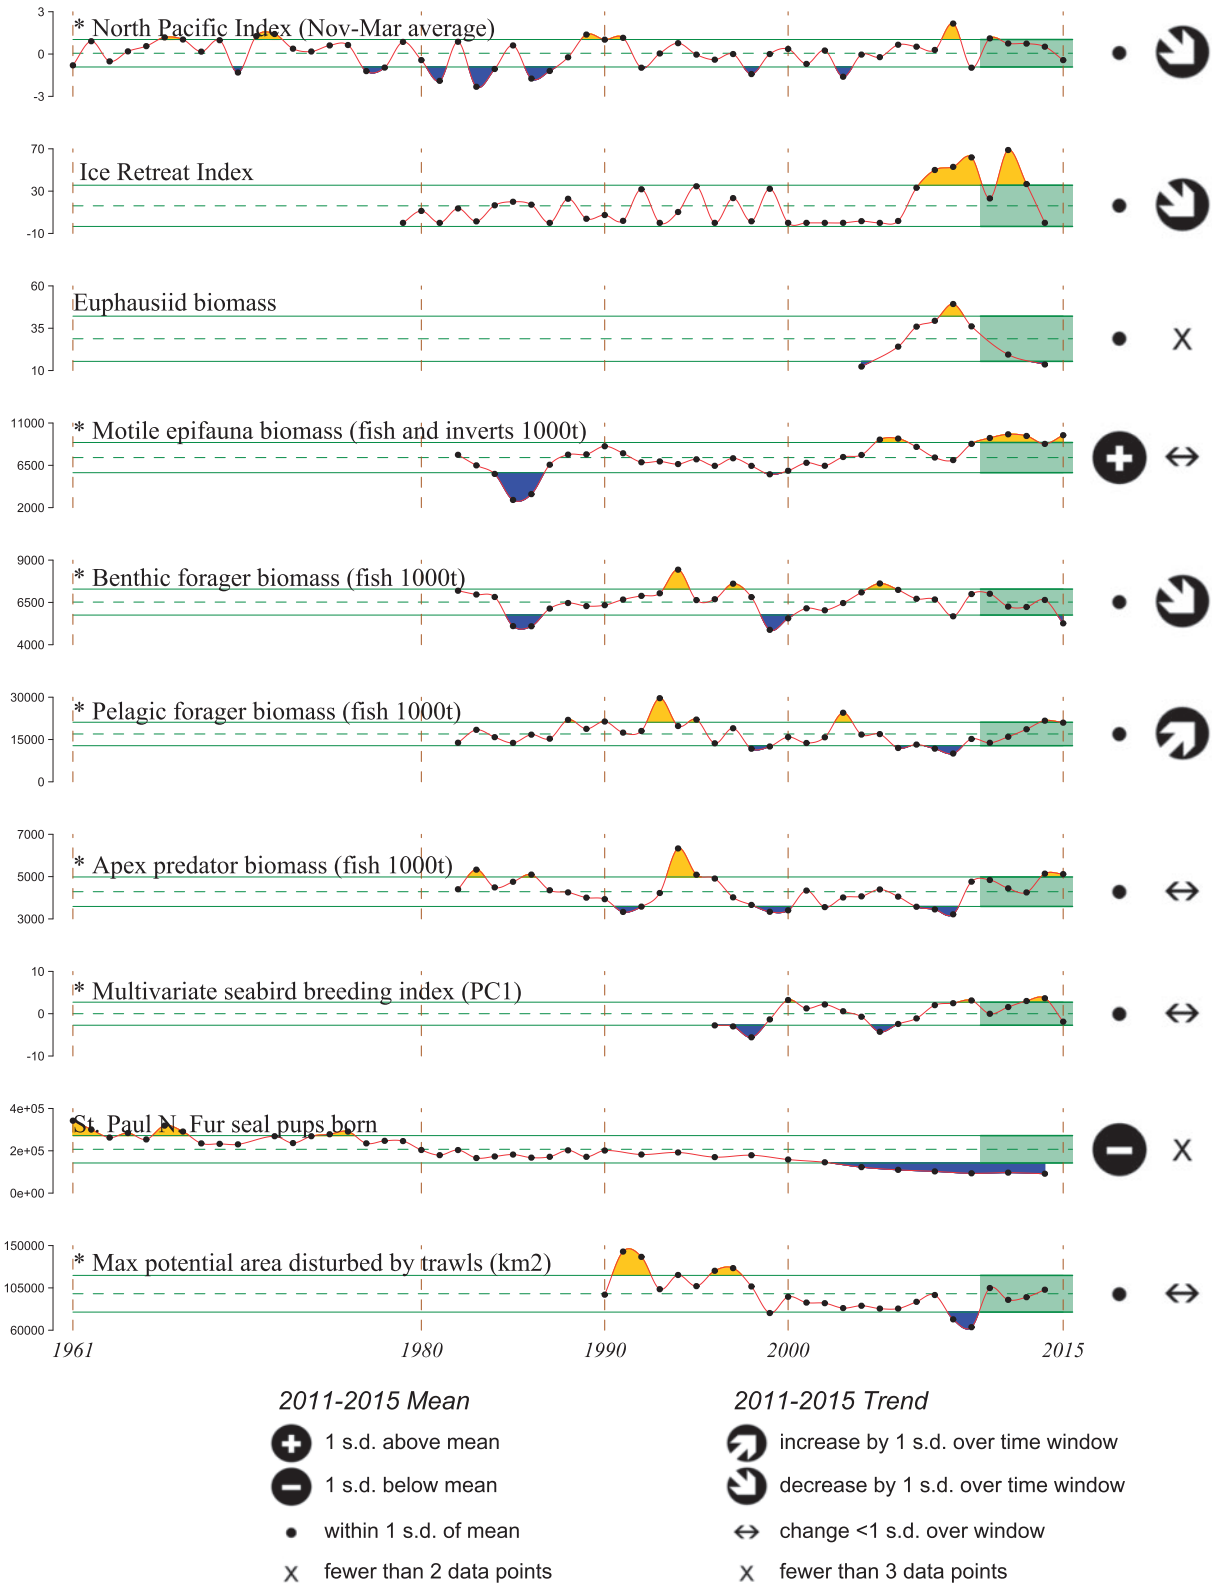 * North Pacific Index (Nov-Mar average)
3
0
-3
Ice Retreat Index
70
30
-10
Euphausiid biomass
60
35
10
X
* Motile epifauna biomass (fish and inverts 1000t)
11000
6500
2000
* Benthic forager biomass (fish 1000t)
9000
6500
4000
* Pelagic forager biomass (fish 1000t)
30000
15000
0
* Apex predator biomass (fish 1000t)
7000
5000
3000
* Multivariate seabird breeding index (PC1)
10
0
-10
St. Paul N. Fur seal pups born
4e+05
2e+05
0e+00
X
* Max potential area disturbed by trawls (km2)
150000
105000
60000
1961 1980 1990 2000 2015
2011-2015 Mean
1 s.d. above mean
1 s.d. below mean
within 1 s.d. of mean
X fewer than 2 data points
2011-2015 Trend
increase by 1 s.d. over time window
decrease by 1 s.d. over time window
change <1 s.d. over window
X fewer than 3 data points